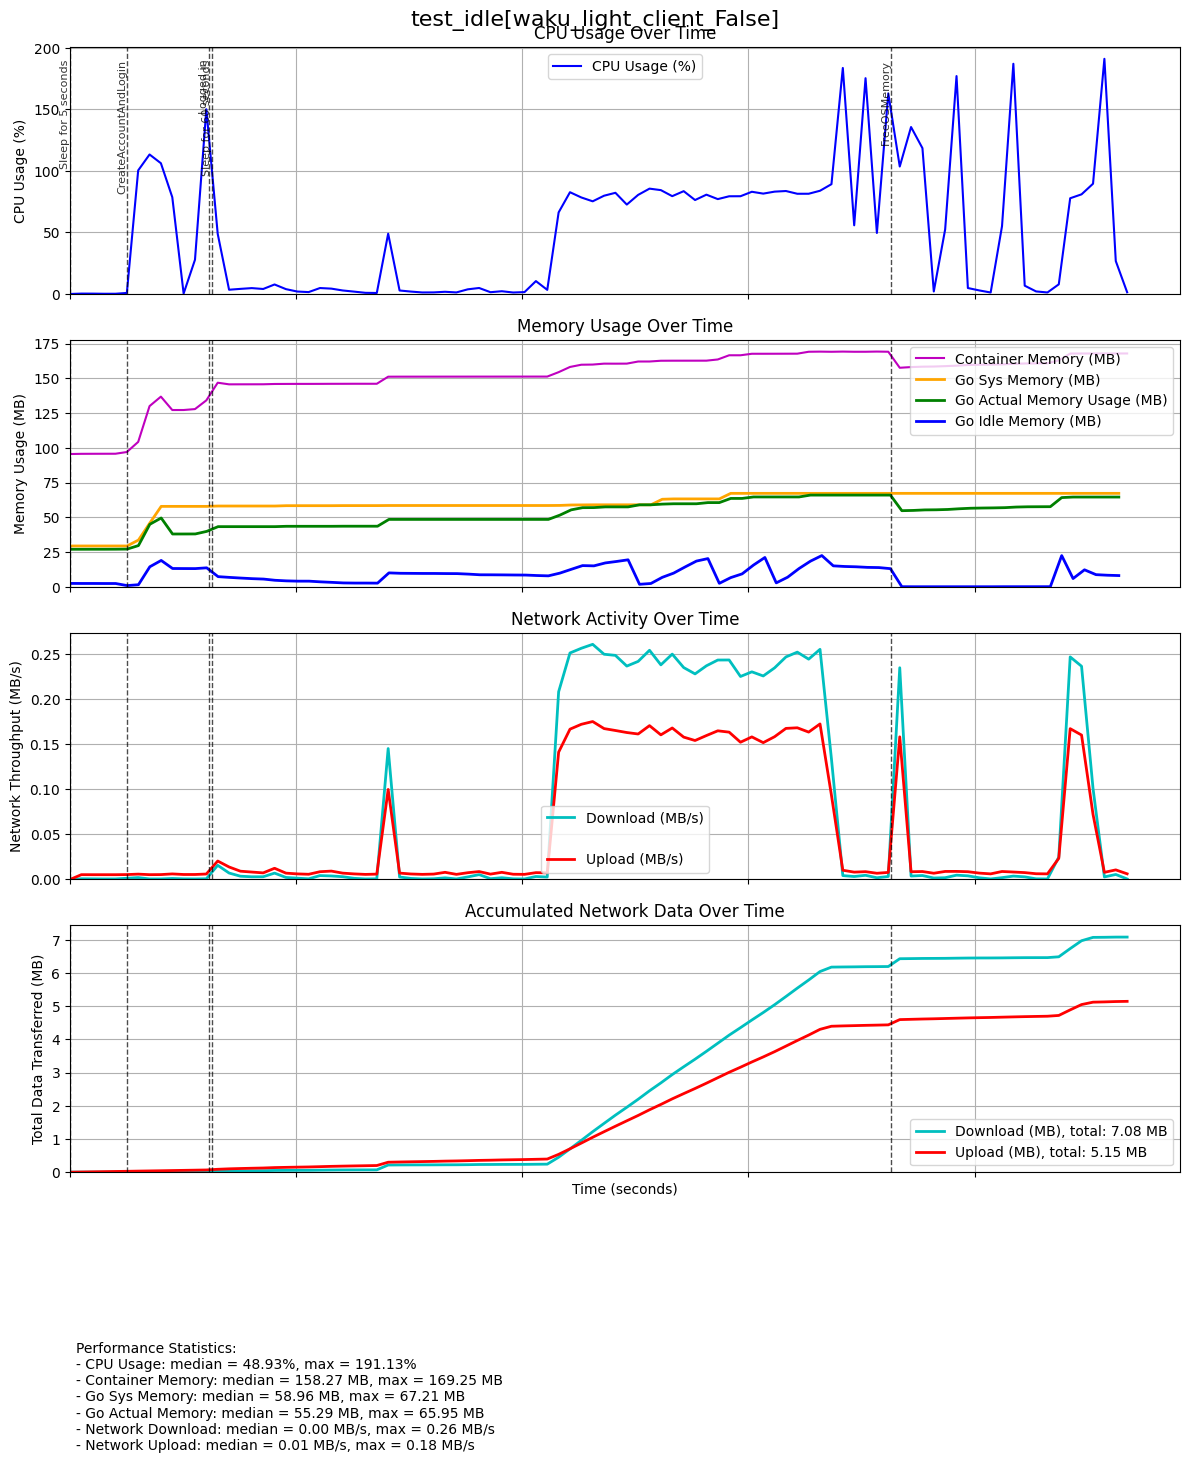 test_idle[waku_light_client_False]
CPU Usage Over Time
200
150
100
50
0
CPU Usage (%)
CPU Usage (%)
Sleep for 5 seconds
CreateAccountAndLogin
Logged in
Sleep for 60 seconds
FreeOSMemory
Memory Usage Over Time
175
150
125
100
75
50
25
0
Memory Usage (MB)
Container Memory (MB)
Go Sys Memory (MB)
Go Actual Memory Usage (MB)
Go Idle Memory (MB)
Network Activity Over Time
0.25
0.20
0.15
0.10
0.05
0.00
Network Throughput (MB/s)
Download (MB/s)
Upload (MB/s)
Accumulated Network Data Over Time
7
6
5
4
3
2
1
0
Total Data Transferred (MB)
Download (MB), total: 7.08 MB
Upload (MB), total: 5.15 MB
Time (seconds)
Performance Statistics:
- CPU Usage: median = 48.93%, max = 191.13%
- Container Memory: median = 158.27 MB, max = 169.25 MB
- Go Sys Memory: median = 58.96 MB, max = 67.21 MB
- Go Actual Memory: median = 55.29 MB, max = 65.95 MB
- Network Download: median = 0.00 MB/s, max = 0.26 MB/s
- Network Upload: median = 0.01 MB/s, max = 0.18 MB/s